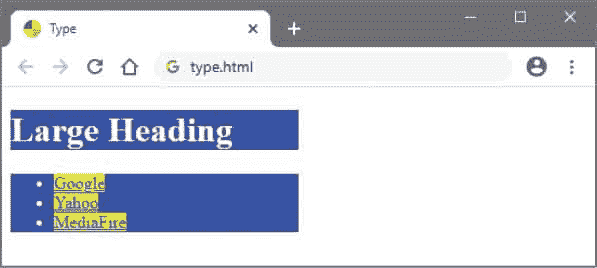 Type
type.html
Large Heading
Google
Yahoo
MediaFire